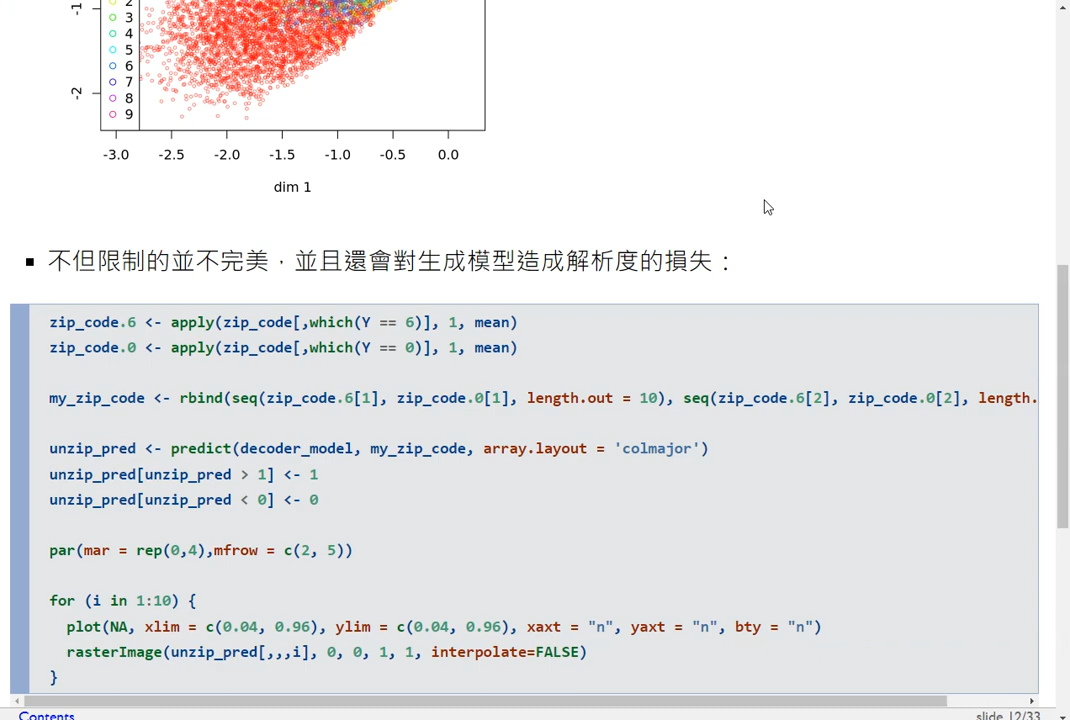 -1
2
3
4
5
6
7
8
9
-2
-3.0 -2.5 -2.0 -1.5 -1.0 -0.5 0.0
dim 1
▪ 不但限制的並不完美，並且還會對生成模型造成解析度的損失：
zip_code.6 <- apply(zip_code[,which(Y == 6)], 1, mean)
zip_code.0 <- apply(zip_code[,which(Y == 0)], 1, mean)
my_zip_code <- rbind(seq(zip_code.6[1], zip_code.0[1], length.out = 10), seq(zip_code.6[2], zip_code.0[2], length.
unzip_pred <- predict(decoder_model, my_zip_code, array.layout = 'colmajor')
unzip_pred[unzip_pred > 1] <- 1
unzip_pred[unzip_pred < 0] <- 0
par(mar = rep(0,4),mfrow = c(2, 5))
for (i in 1:10) {
  plot(NA, xlim = c(0.04, 0.96), ylim = c(0.04, 0.96), xaxt = "n", yaxt = "n", bty = "n")
  rasterImage(unzip_pred[,,,i], 0, 0, 1, 1, interpolate=FALSE)
}
Contents slide 12/33